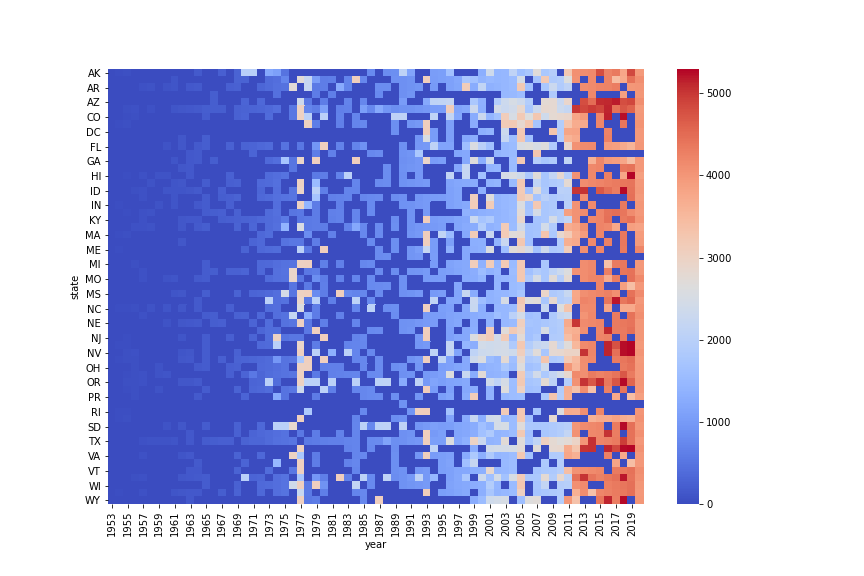 AK
AR
AZ
CO
DC
FL
GA
HI
ID
IN
KY
MA
ME
MI
MO
MS
NC
NE
NJ
NV
OH
OR
PR
RI
SD
TX
VA
VT
WI
WY
state
1953 1955 1957 1959 1961 1963 1965 1967 1969 1971 1973 1975 1977 1979 1981 1983 1985 1987 1989 1991 1993 1995 1997 1999 2001 2003 2005 2007 2009 2011 2013 2015 2017 2019
year
5000
4000
3000
2000
1000
0